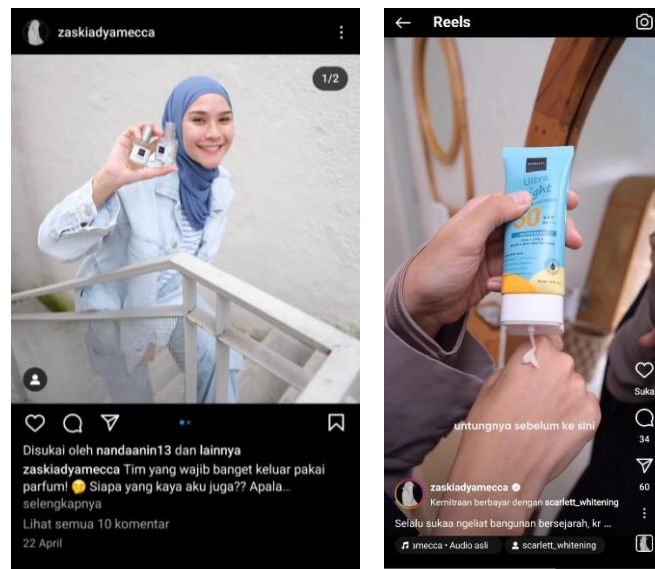 zaskiadyamecca
1/2
Disukai oleh nandaanin13 dan lainnya
zaskiadyamecca Tim yang wajib banget keluar pakai
parfum! 🤭 Siapa yang kaya aku juga?? Apala...
selengkapnya
Lihat semua 10 komentar
22 April
Reels
Ultra
ight
50
untungnya sebelum ke sini
Suka
34
60
zaskiadyamecca
Kemitraan berbayar dengan scarlett_whitening
Selalu sukaa ngeliat bangunan bersejarah, kr ...
amecca • Audio asli
scarlett_whitening